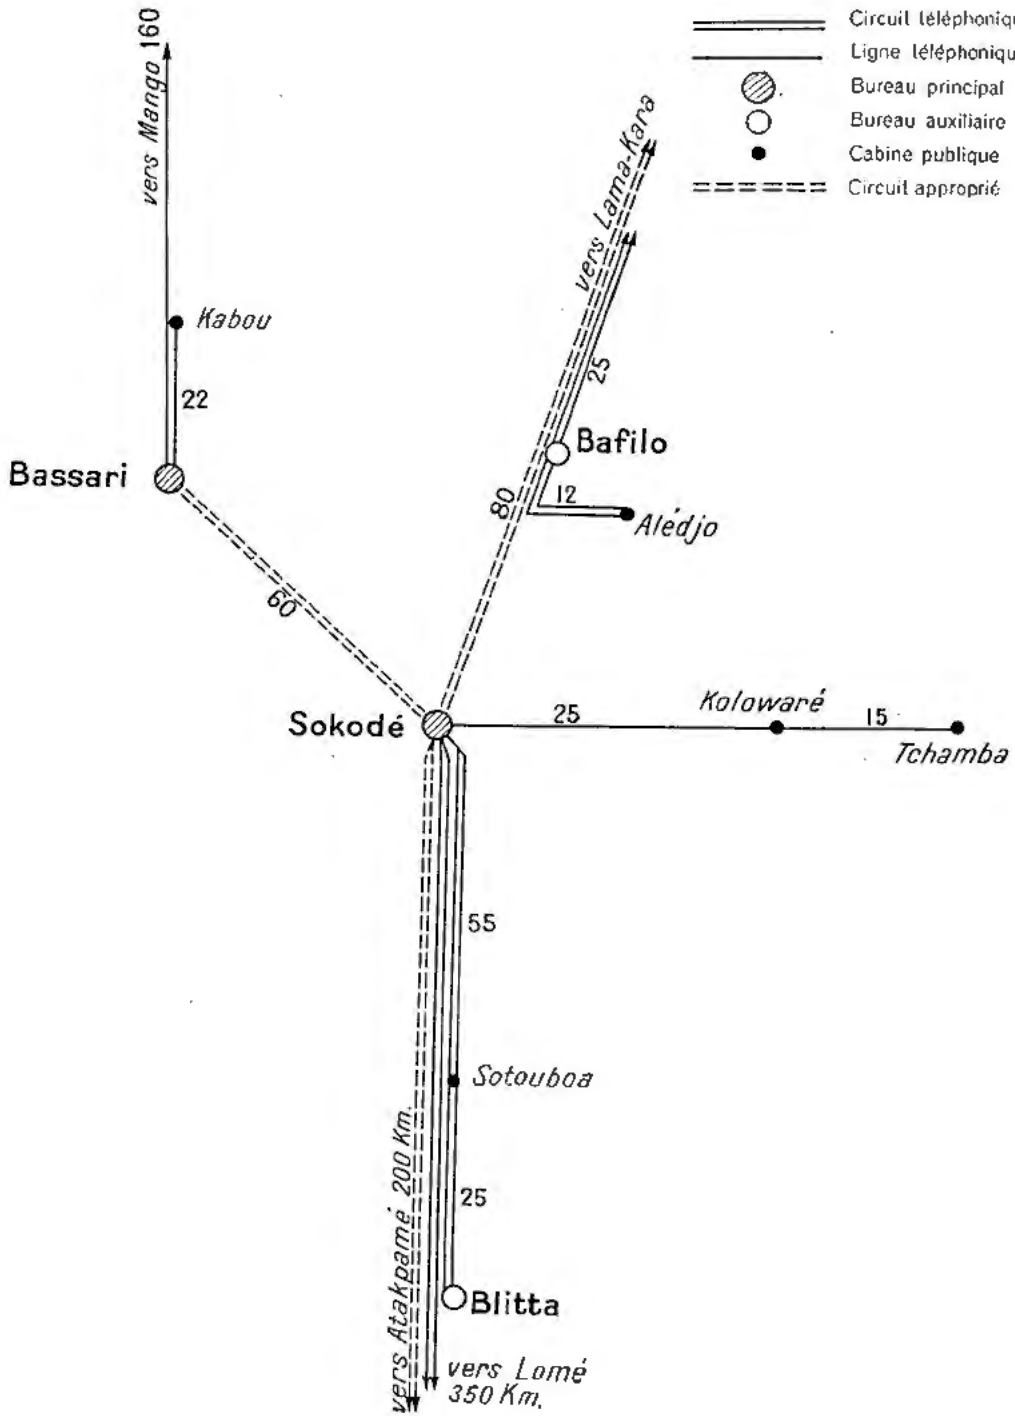 Circuit téléphoniqu
Ligne téléphoniqu
Bureau principal
Bureau auxiliaire
Cabine publique
Circuit approprié
vers Mango 160
vers Lama-Kara
Kabou
22
25
Bassari
Bafilo
80
12
Alédjo
60
Sokodé
25
Kolowaré
15
Tchamba
55
Sotouboa
25
vers Atakpamé 200 Km.
Blitta
vers Lomé
350 Km.